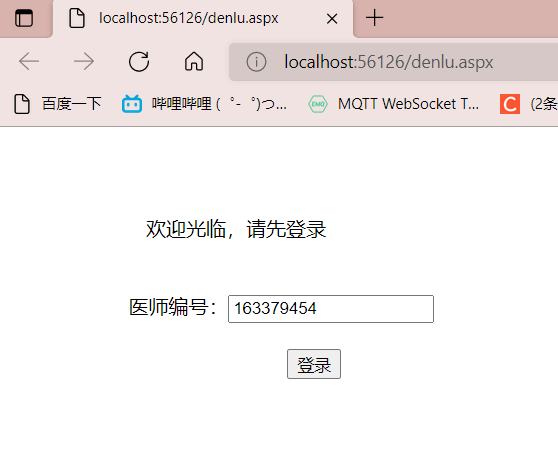 localhost:56126/denlu.aspx
localhost:56126/denlu.aspx
百度一下 哔哩哔哩 ( ゜- ゜)つ... MQTT WebSocket T... (2条
欢迎光临，请先登录
医师编号： 163379454
登录